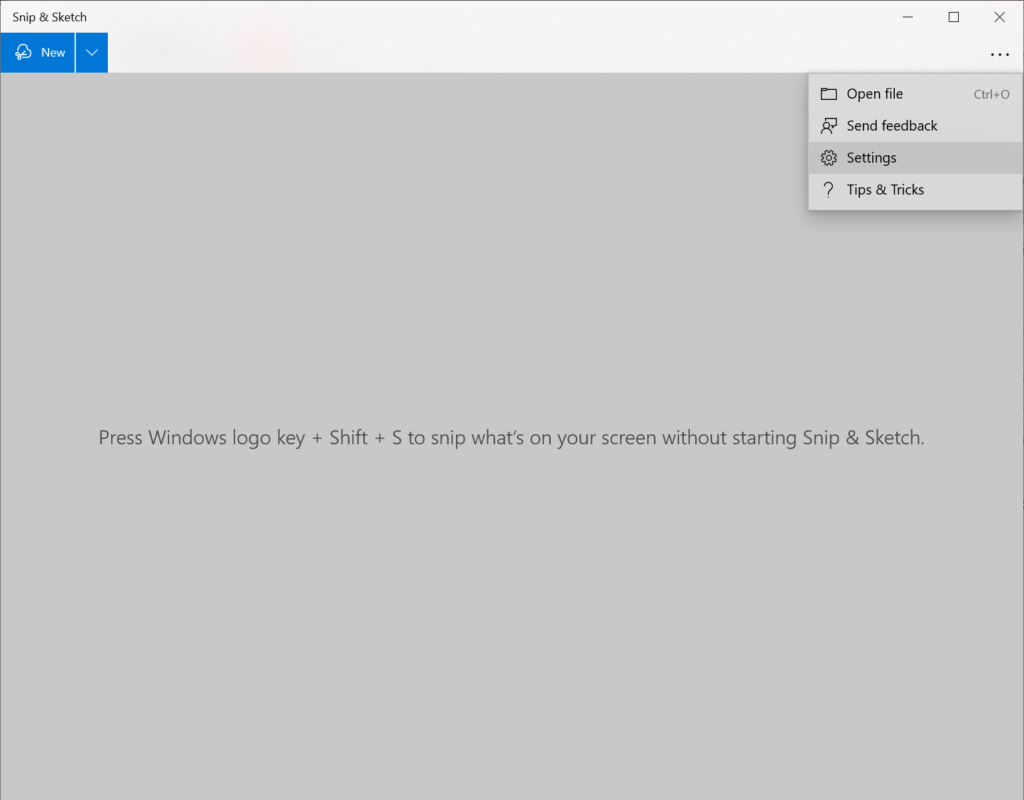 Snip & Sketch
New
Open file Ctrl+O
Send feedback
Settings
Tips & Tricks
Press Windows logo key + Shift + S to snip what's on your screen without starting Snip & Sketch.